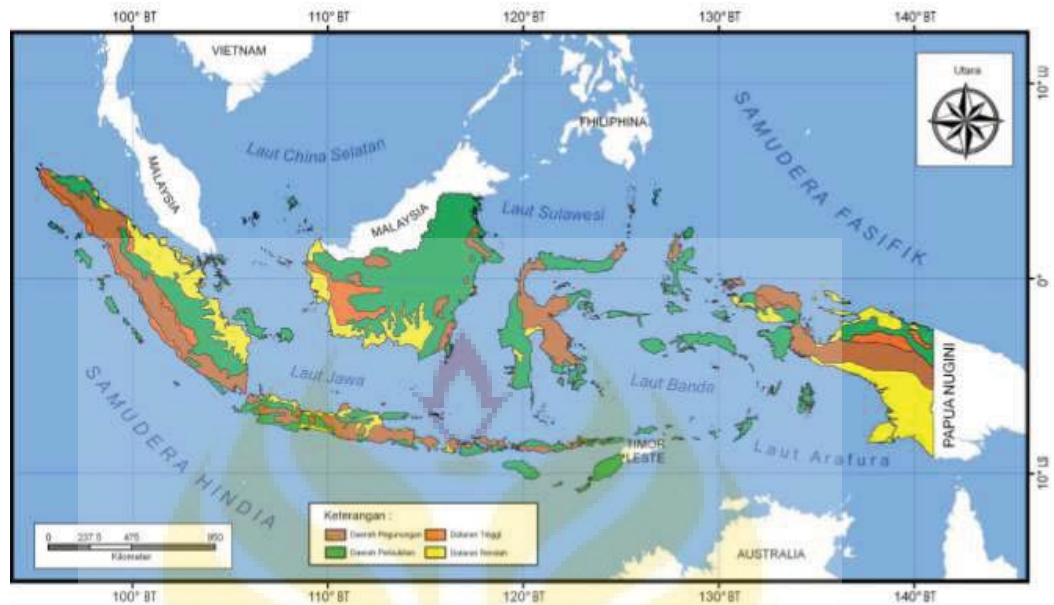 100° BT 110° BT 120° BT 130° BT 140° BT
VIETNAM
Utara
10° LU
SAMUDERA FASIFIK
PHILIPHINA
Laut China Selatan
MALAYSIA
MALAYSIA
Laut Sulawesi
0°
Laut Jawa
Laut Banda
PAPUA NUGINI
SAMUDERA HINDIA
TIMOR
LESTE
Laut Arafura
10° LS
Keterangan :
Daerah Pegunungan Dataran Tinggi
Daerah Perbukitan Dataran Rendah
0 237.5 475 950
Kilometer
AUSTRALIA
100° BT 110° BT 120° BT 130° BT 140° BT